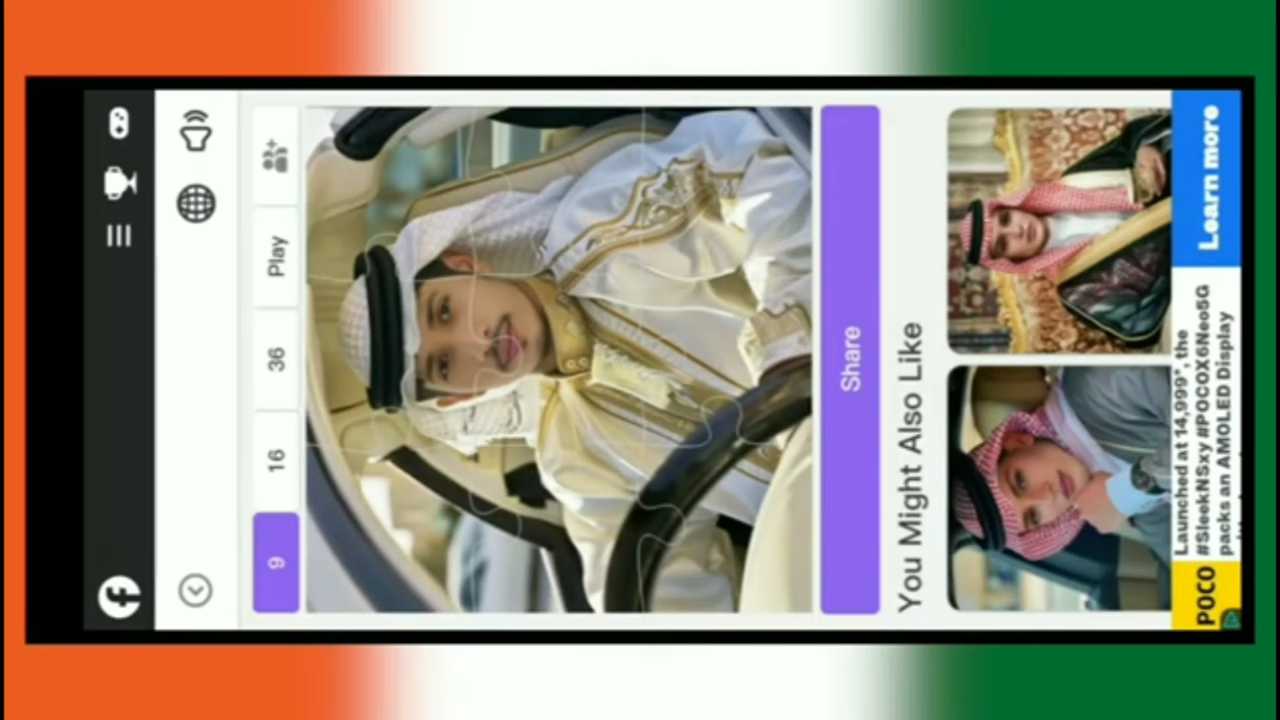 9
16
36
Play
Share
You Might Also Like
POCO
Launched at 14,999*, the
#SleekNSxy #POCOX6Neo5G
packs an AMOLED Display
Learn more